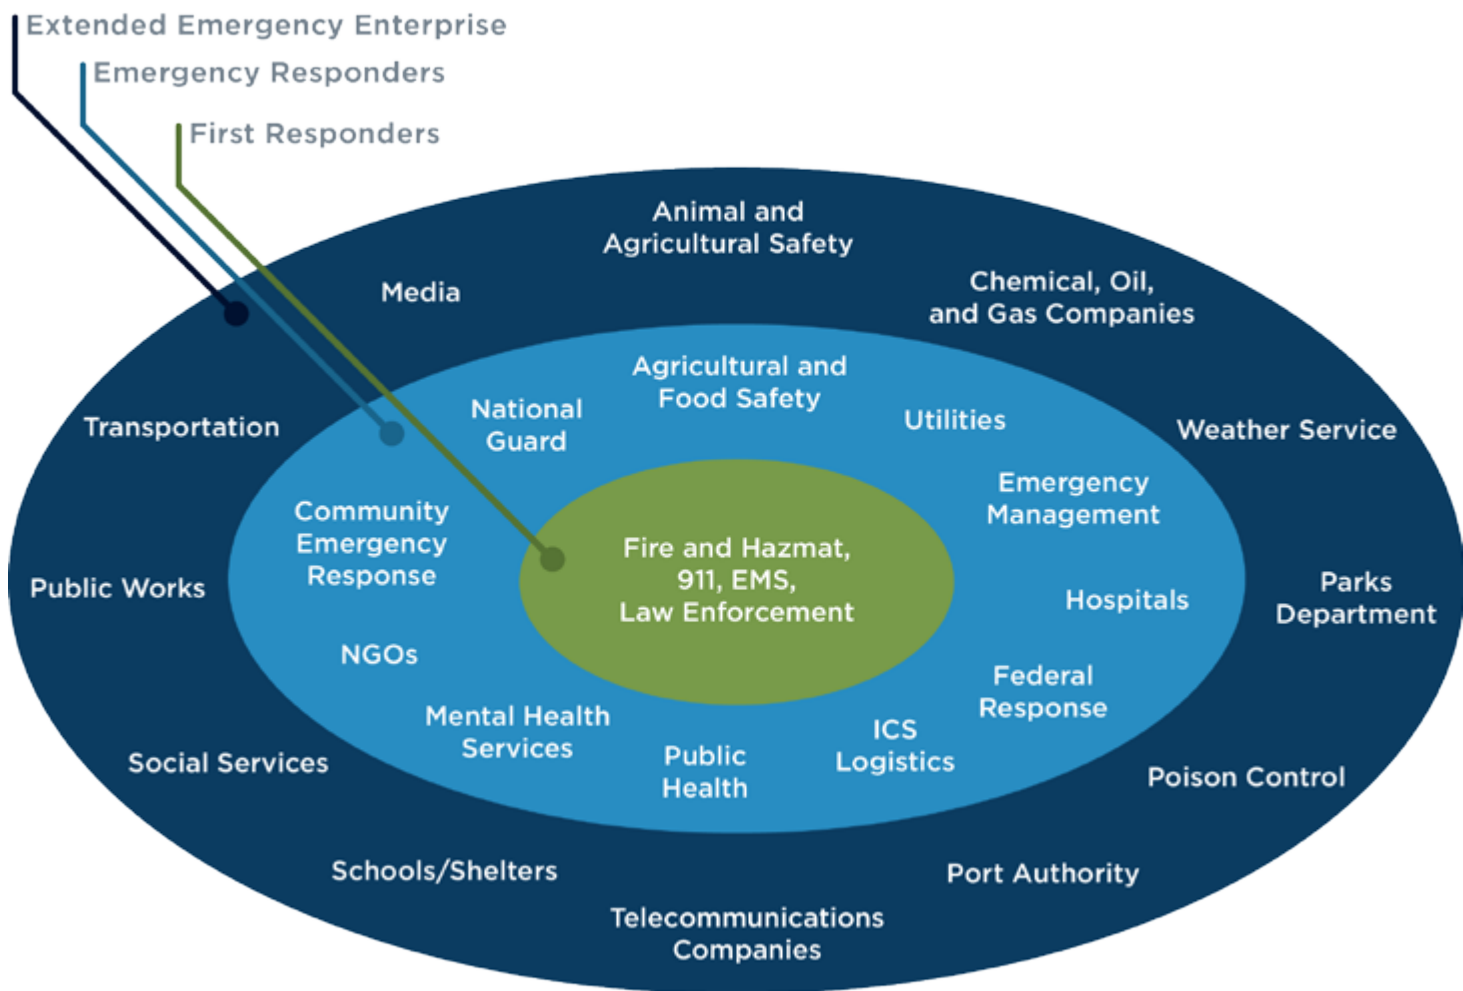 Extended Emergency Enterprise
Emergency Responders
First Responders
Animal and
Agricultural Safety
Media
Chemical, Oil,
and Gas Companies
Transportation
Weather Service
Public Works
Parks
Department
Social Services
Poison Control
Schools/Shelters
Port Authority
Telecommunications
Companies
Agricultural and
Food Safety
National
Guard
Utilities
Community
Emergency
Response
Emergency
Management
Hospitals
NGOs
Federal
Response
Mental Health
Services
ICS
Logistics
Public
Health
Fire and Hazmat,
911, EMS,
Law Enforcement